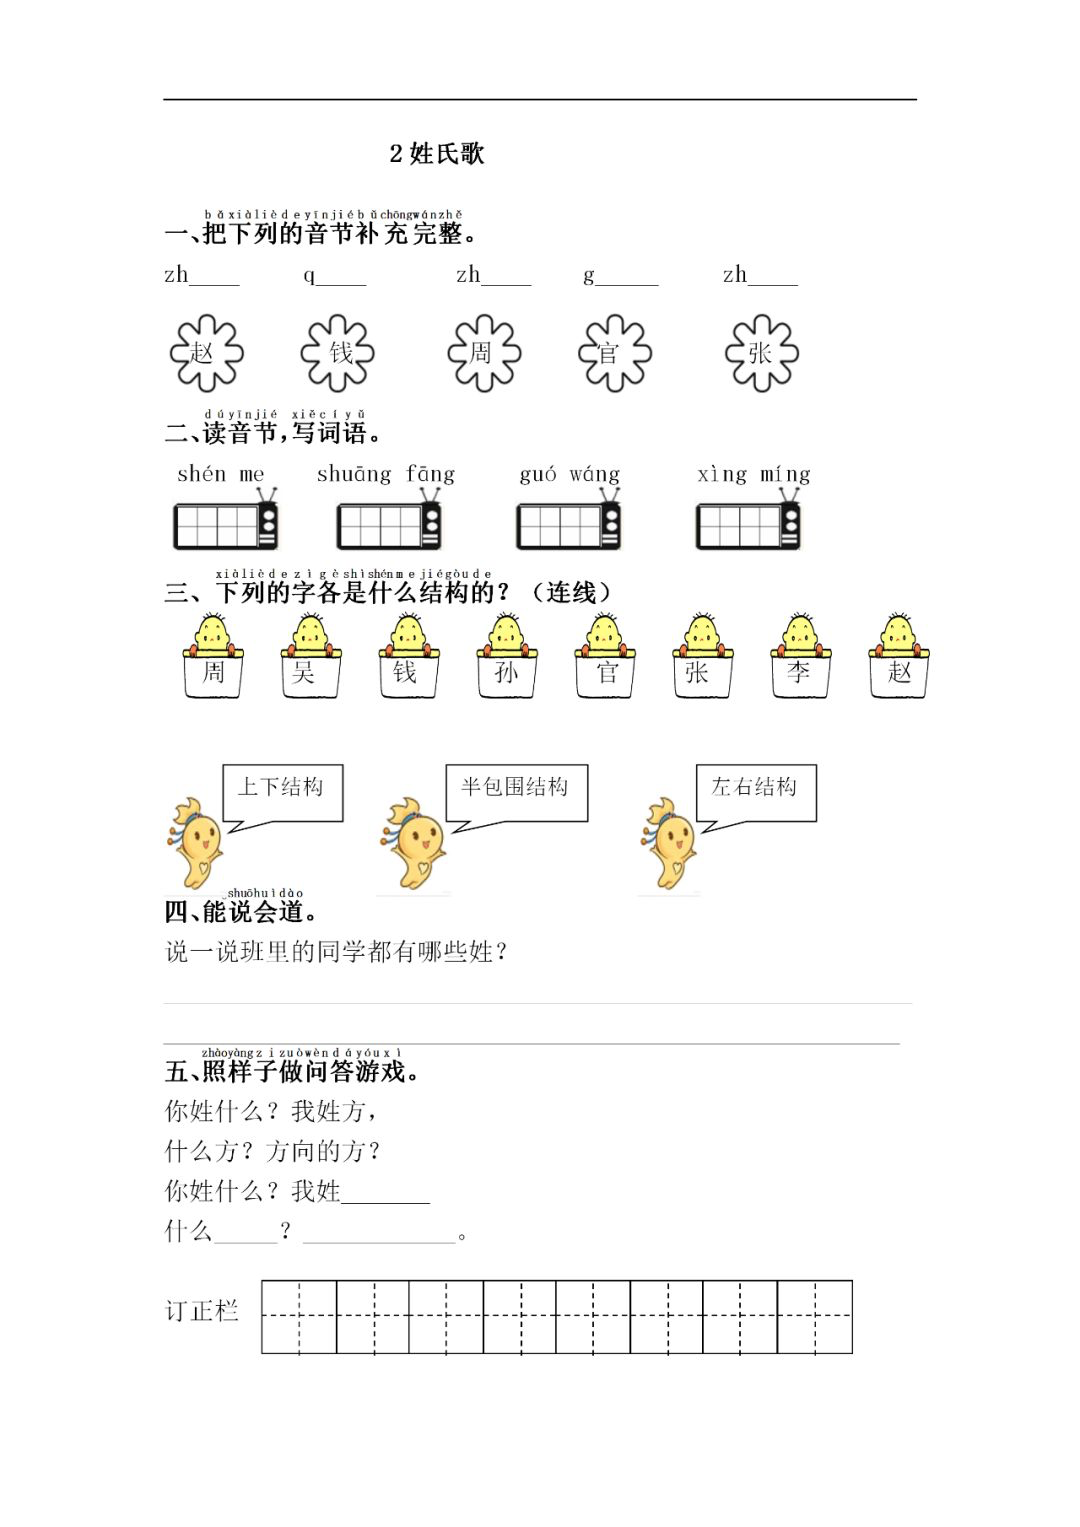 2 姓氏歌
bǎ xià liè de yīn jié bǔ chōng wán zhě
一、把下列的音节补充完整。
zh____ q____ zh____ g_____ zh____
赵 钱 周 官 张
dú yīn jié xiě cí yǔ
二、读音节，写词语。
shén me shuāng fāng guó wáng xìng míng
xià liè de zì gè shì shén me jié gòu de
三、下列的字各是什么结构的？（连线）
周 吴 钱 孙 官 张 李 赵
上下结构 半包围结构 左右结构
shuō huì dào
四、能说会道。
说一说班里的同学都有哪些姓？
zhào yàng zi zuò wèn dá yóu xì
五、照样子做问答游戏。
你姓什么？我姓方，
什么方？方向的方？
你姓什么？我姓_______
什么_____？____________。
订正栏